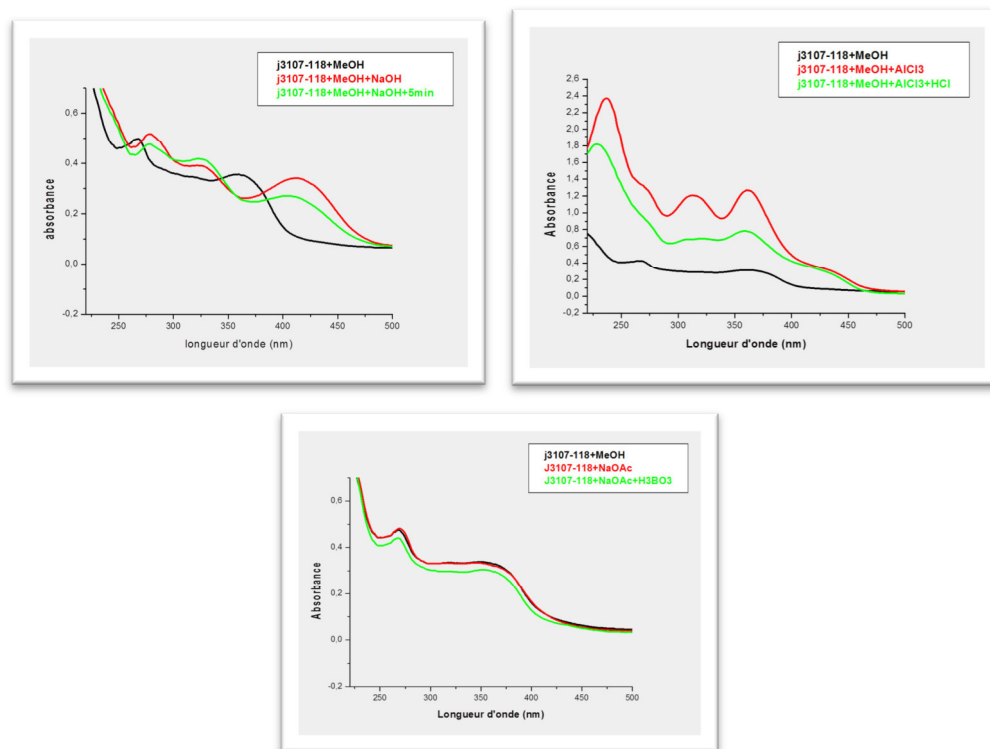 j3107-118+MeOH
j3107-118+MeOH+NaOH
j3107-118+MeOH+NaOH+5min
0,6
0,4
0,2
0,0
-0,2
absorbance
250 300 350 400 450 500
longueur d'onde (nm)
j3107-118+MeOH
j3107-118+MeOH+AlCl3
j3107-118+MeOH+AlCl3+HCl
2,6
2,4
2,2
2,0
1,8
1,6
1,4
1,2
1,0
0,8
0,6
0,4
0,2
0,0
-0,2
Absorbance
250 300 350 400 450 500
Longueur d'onde (nm)
j3107-118+MeOH
J3107-118+NaOAc
J3107-118+NaOAc+H3BO3
0,6
0,4
0,2
0,0
-0,2
Absorbance
250 300 350 400 450 500
Longueur d'onde (nm)